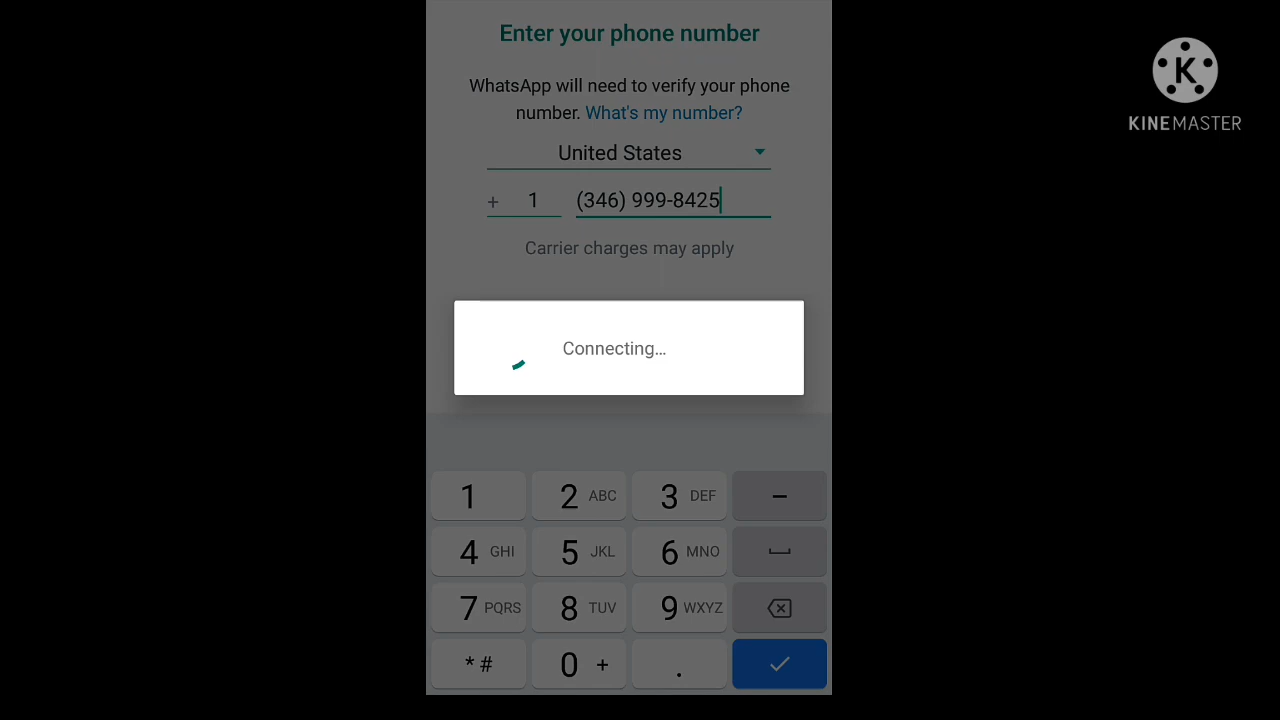 Enter your phone number
WhatsApp will need to verify your phone
number. What's my number?
United States
+ 1 (346) 999-8425
Carrier charges may apply
Connecting...
1 2 ABC 3 DEF –
4 GHI 5 JKL 6 MNO
7 PQRS 8 TUV 9 WXYZ
* # 0 + .
K
KINEMASTER